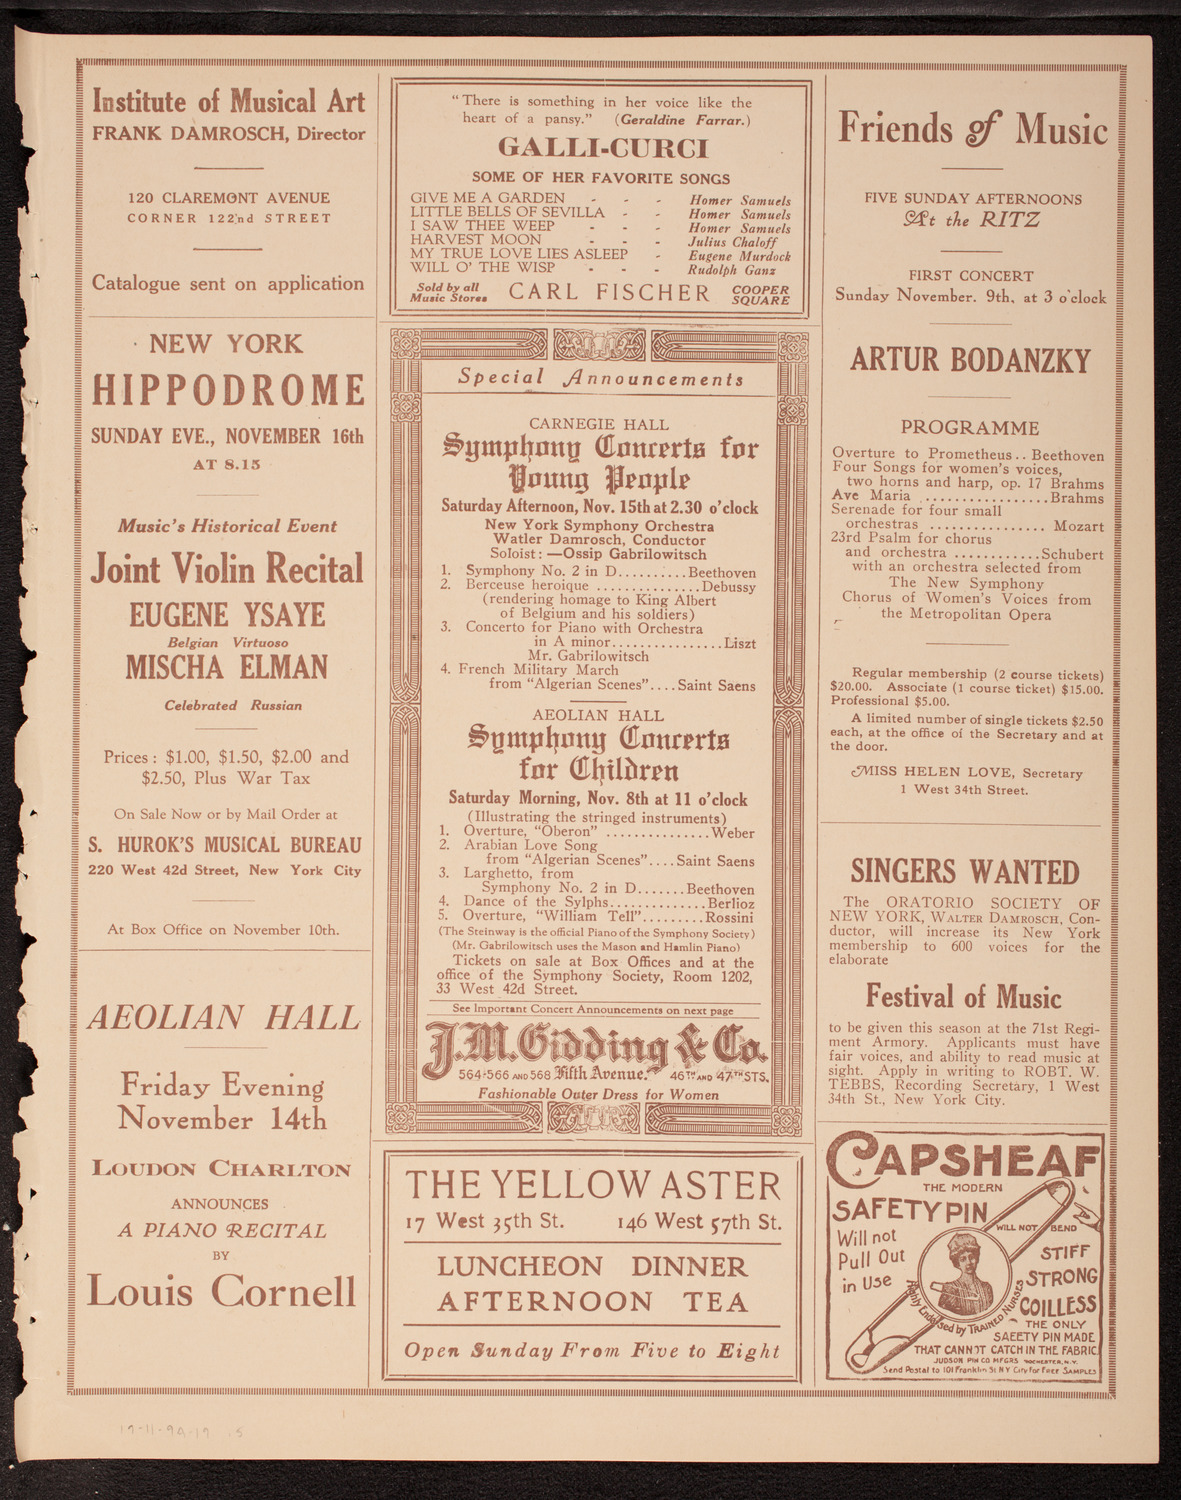 Institute of Musical Art
FRANK DAMROSCH, Director
120 CLAREMONT AVENUE
CORNER 122'nd STREET
Catalogue sent on application
NEW YORK
HIPPODROME
SUNDAY EVE., NOVEMBER 16th
AT 8.15
Music's Historical Event
Joint Violin Recital
EUGENE YSAYE
Belgian Virtuoso
MISCHA ELMAN
Celebrated Russian
Prices: $1.00, $1.50, $2.00 and
$2.50, Plus War Tax
On Sale Now or by Mail Order at
S. HUROK'S MUSICAL BUREAU
220 West 42d Street, New York City
At Box Office on November 10th.
AEOLIAN HALL
Friday Evening
November 14th
LOUDON CHARLTON
ANNOUNCES
A PIANO RECITAL
BY
Louis Cornell
"There is something in her voice like the
heart of a pansy." (Geraldine Farrar.)
GALLI-CURCI
SOME OF HER FAVORITE SONGS
GIVE ME A GARDEN - - - Homer Samuels
LITTLE BELLS OF SEVILLA - - Homer Samuels
I SAW THEE WEEP - - - Homer Samuels
HARVEST MOON - - - Julius Chaloff
MY TRUE LOVE LIES ASLEEP - Eugene Murdock
WILL O' THE WISP - - - Rudolph Ganz
Sold by all
Music Stores
CARL FISCHER
COOPER
SQUARE
Special Announcements
CARNEGIE HALL
Symphony Concerts for
Young People
Saturday Afternoon, Nov. 15th at 2.30 o'clock
New York Symphony Orchestra
Watler Damrosch, Conductor
Soloist: —Ossip Gabrilowitsch
1. Symphony No. 2 in D..........Beethoven
2. Berceuse heroique ...............Debussy
(rendering homage to King Albert
of Belgium and his soldiers)
3. Concerto for Piano with Orchestra
in A minor................Liszt
Mr. Gabrilowitsch
4. French Military March
from "Algerian Scenes"....Saint Saens
AEOLIAN HALL
Symphony Concerts
for Children
Saturday Morning, Nov. 8th at 11 o'clock
(Illustrating the stringed instruments)
1. Overture, "Oberon" ...............Weber
2. Arabian Love Song
from "Algerian Scenes"....Saint Saens
3. Larghetto, from
Symphony No. 2 in D.......Beethoven
4. Dance of the Sylphs..............Berlioz
5. Overture, "William Tell".........Rossini
(The Steinway is the official Piano of the Symphony Society)
(Mr. Gabrilowitsch uses the Mason and Hamlin Piano)
Tickets on sale at Box Offices and at the
office of the Symphony Society, Room 1202,
33 West 42d Street.
See Important Concert Announcements on next page
J.M. Gidding & Co.
564-566 AND 568 Fifth Avenue. 46TH AND 47TH STS.
Fashionable Outer Dress for Women
THE YELLOW ASTER
17 West 35th St. 146 West 57th St.
LUNCHEON DINNER
AFTERNOON TEA
Open Sunday From Five to Eight
Friends of Music
FIVE SUNDAY AFTERNOONS
At the RITZ
FIRST CONCERT
Sunday November. 9th, at 3 o'clock
ARTUR BODANZKY
PROGRAMME
Overture to Prometheus.. Beethoven
Four Songs for women's voices,
two horns and harp, op. 17 Brahms
Ave Maria .................Brahms
Serenade for four small
orchestras ................ Mozart
23rd Psalm for chorus
and orchestra ............Schubert
with an orchestra selected from
The New Symphony
Chorus of Women's Voices from
the Metropolitan Opera
Regular membership (2 course tickets)
$20.00. Associate (1 course ticket) $15.00.
Professional $5.00.
A limited number of single tickets $2.50
each, at the office of the Secretary and at
the door.
MISS HELEN LOVE, Secretary
1 West 34th Street.
SINGERS WANTED
The ORATORIO SOCIETY OF
NEW YORK, WALTER DAMROSCH, Con-
ductor, will increase its New York
membership to 600 voices for the
elaborate
Festival of Music
to be given this season at the 71st Regi-
ment Armory. Applicants must have
fair voices, and ability to read music at
sight. Apply in writing to ROBT. W.
TEBBS, Recording Secretary, 1 West
34th St., New York City.
CAPSHEAF
THE MODERN
SAFETY PIN
WILL NOT BEND
Will not
Pull Out
in Use
STIFF
STRONG
COILLESS
Highly Endorsed by TRAINED NURSES
THE ONLY
SAFETY PIN MADE
THAT CANNOT CATCH IN THE FABRIC.
JUDSON PIN CO. MFGRS ROCHESTER, N.Y.
Send Postal to 101 Franklin St N.Y. City For Free SAMPLES